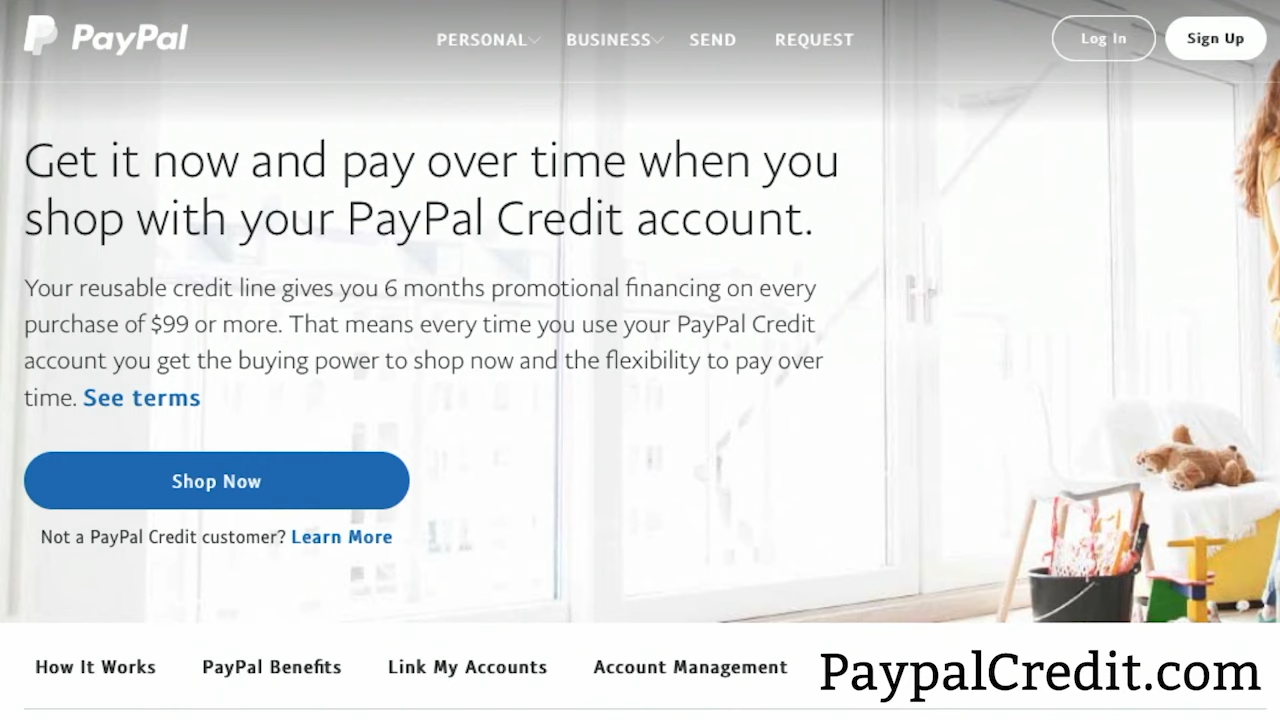 PayPal
PERSONAL BUSINESS SEND REQUEST
Log In Sign Up
Get it now and pay over time when you
shop with your PayPal Credit account.
Your reusable credit line gives you 6 months promotional financing on every
purchase of $99 or more. That means every time you use your PayPal Credit
account you get the buying power to shop now and the flexibility to pay over
time. See terms
Shop Now
Not a PayPal Credit customer? Learn More
How It Works PayPal Benefits Link My Accounts Account Management
PaypalCredit.com